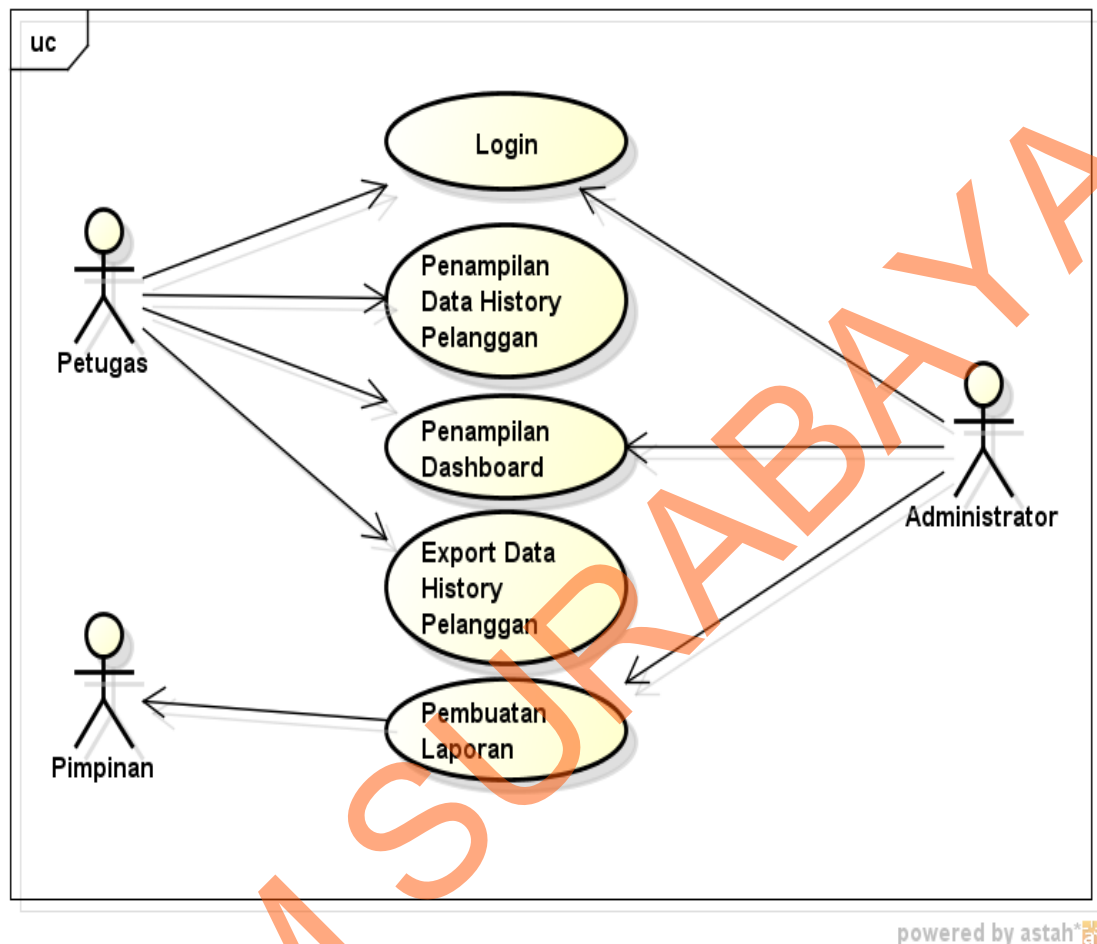 uc
Login
Penampilan
Data History
Pelanggan
Petugas
Penampilan
Dashboard
Administrator
Export Data
History
Pelanggan
Pimpinan
Pembuatan
Laporan
M SURABAYA
powered by astah*